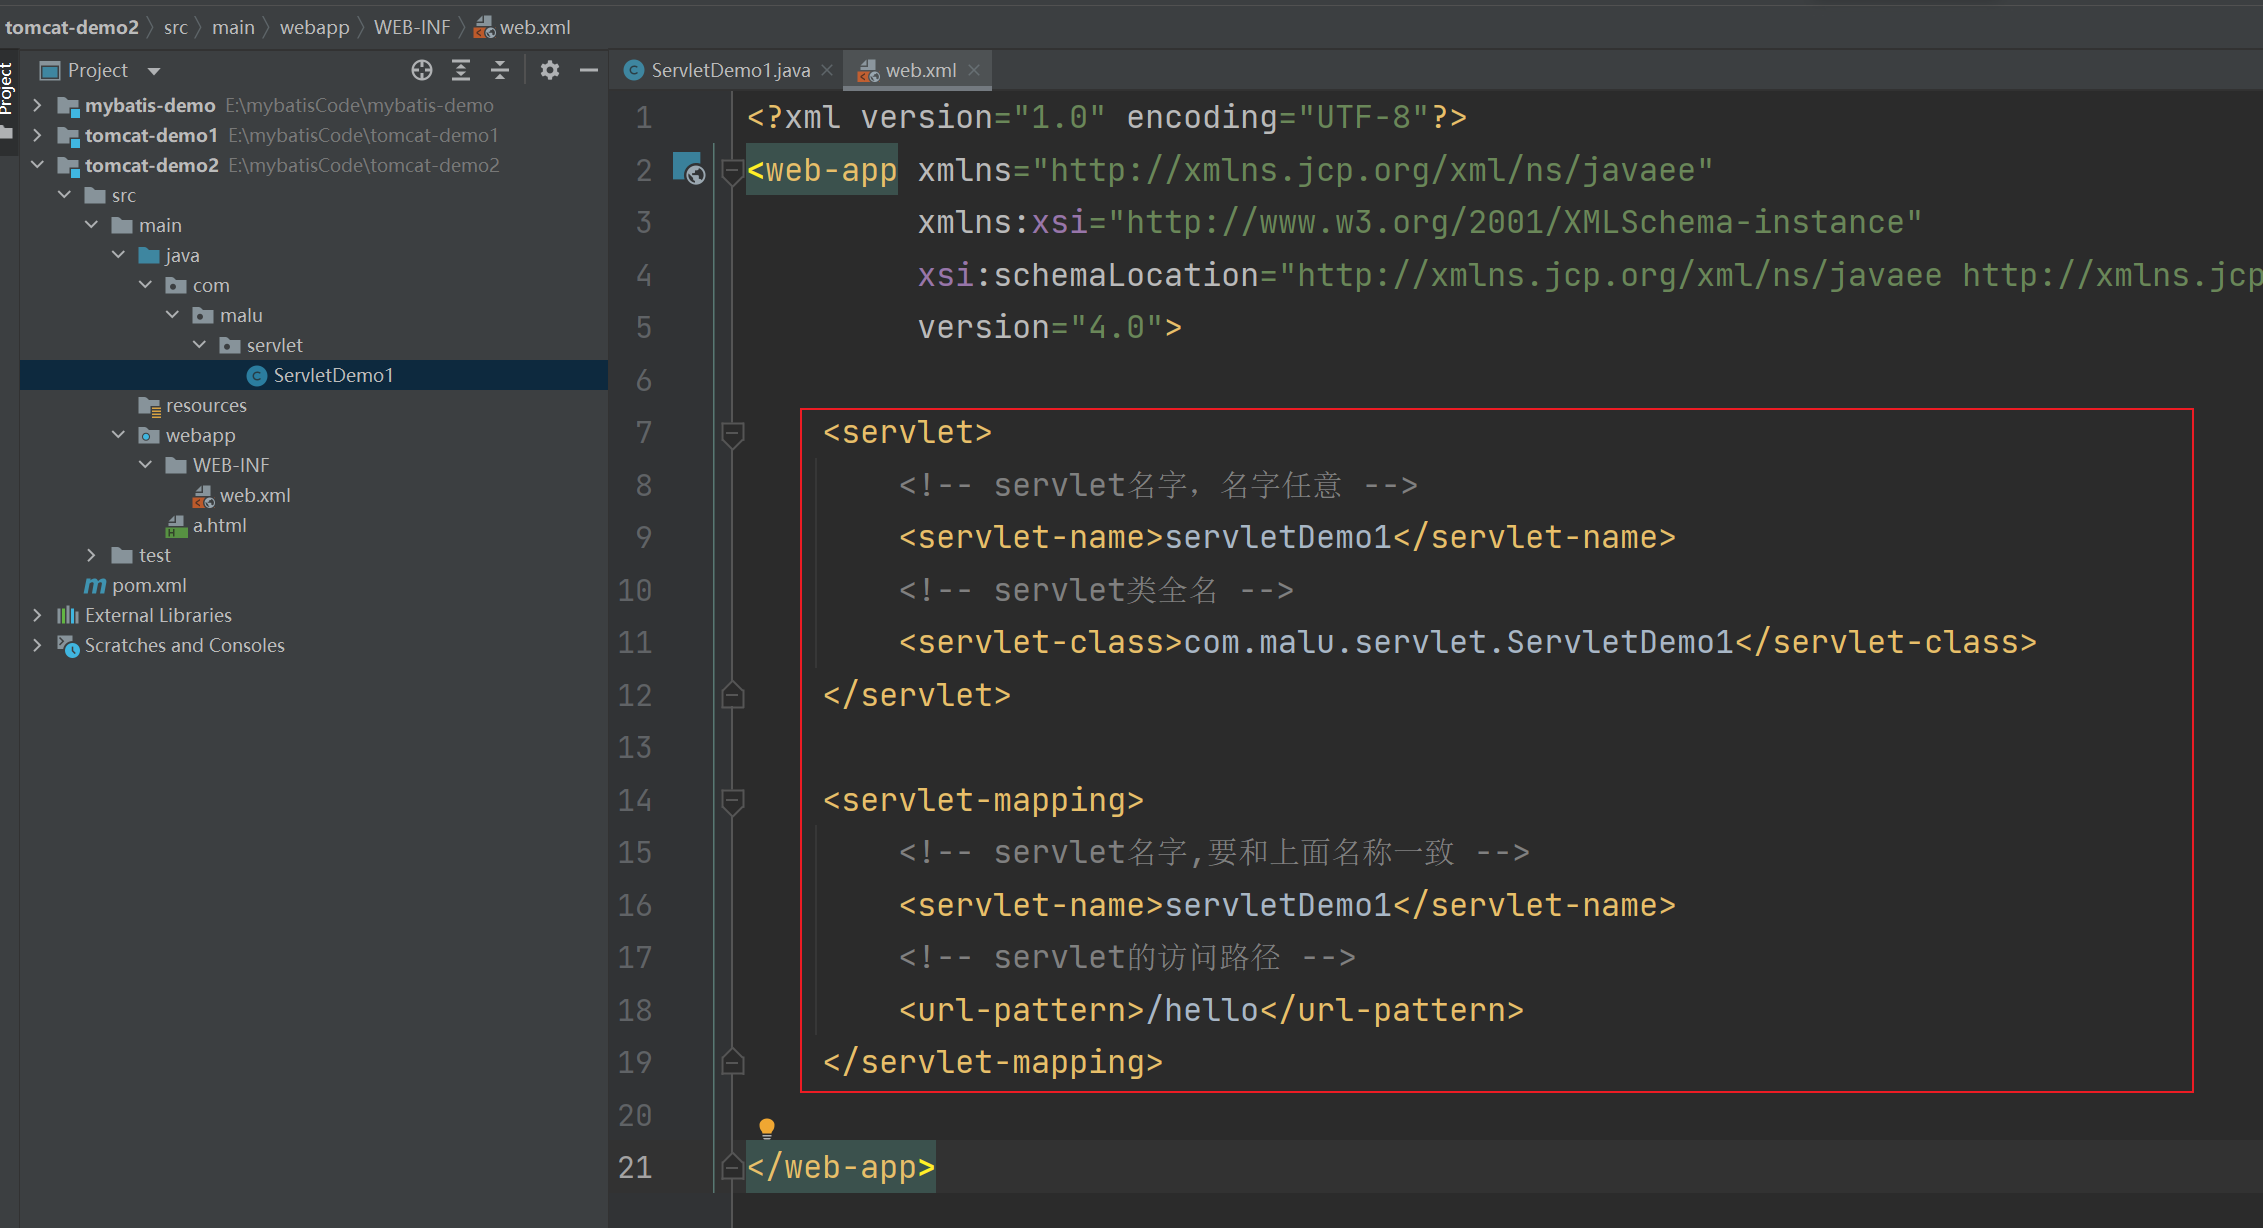 tomcat-demo2 src main webapp WEB-INF web.xml
Project
Project
mybatis-demo E:\mybatisCode\mybatis-demo
tomcat-demo1 E:\mybatisCode\tomcat-demo1
tomcat-demo2 E:\mybatisCode\tomcat-demo2
src
main
java
com
malu
servlet
ServletDemo1
resources
webapp
WEB-INF
web.xml
a.html
test
pom.xml
External Libraries
Scratches and Consoles
ServletDemo1.java web.xml
1 <?xml version="1.0" encoding="UTF-8"?>
2 <web-app xmlns="http://xmlns.jcp.org/xml/ns/javaee"
3 xmlns:xsi="http://www.w3.org/2001/XMLSchema-instance"
4 xsi:schemaLocation="http://xmlns.jcp.org/xml/ns/javaee http://xmlns.jcp
5 version="4.0">
6
7 <servlet>
8 <!-- servlet名字，名字任意 -->
9 <servlet-name>servletDemo1</servlet-name>
10 <!-- servlet类全名 -->
11 <servlet-class>com.malu.servlet.ServletDemo1</servlet-class>
12 </servlet>
13
14 <servlet-mapping>
15 <!-- servlet名字,要和上面名称一致 -->
16 <servlet-name>servletDemo1</servlet-name>
17 <!-- servlet的访问路径 -->
18 <url-pattern>/hello</url-pattern>
19 </servlet-mapping>
20
21 </web-app>